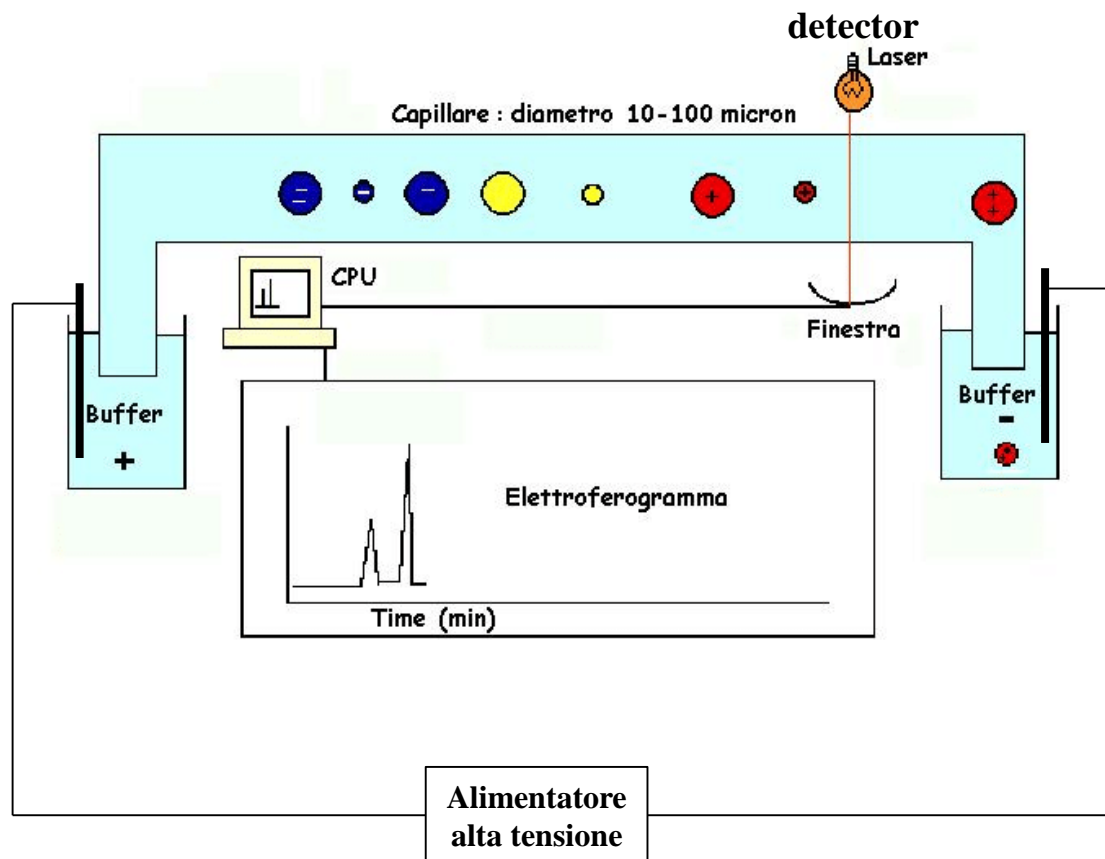 detector
Laser
Capillare : diametro 10-100 micron
CPU
Finestra
Buffer
+
Buffer
-
Elettroferogramma
Time (min)
Alimentatore
alta tensione